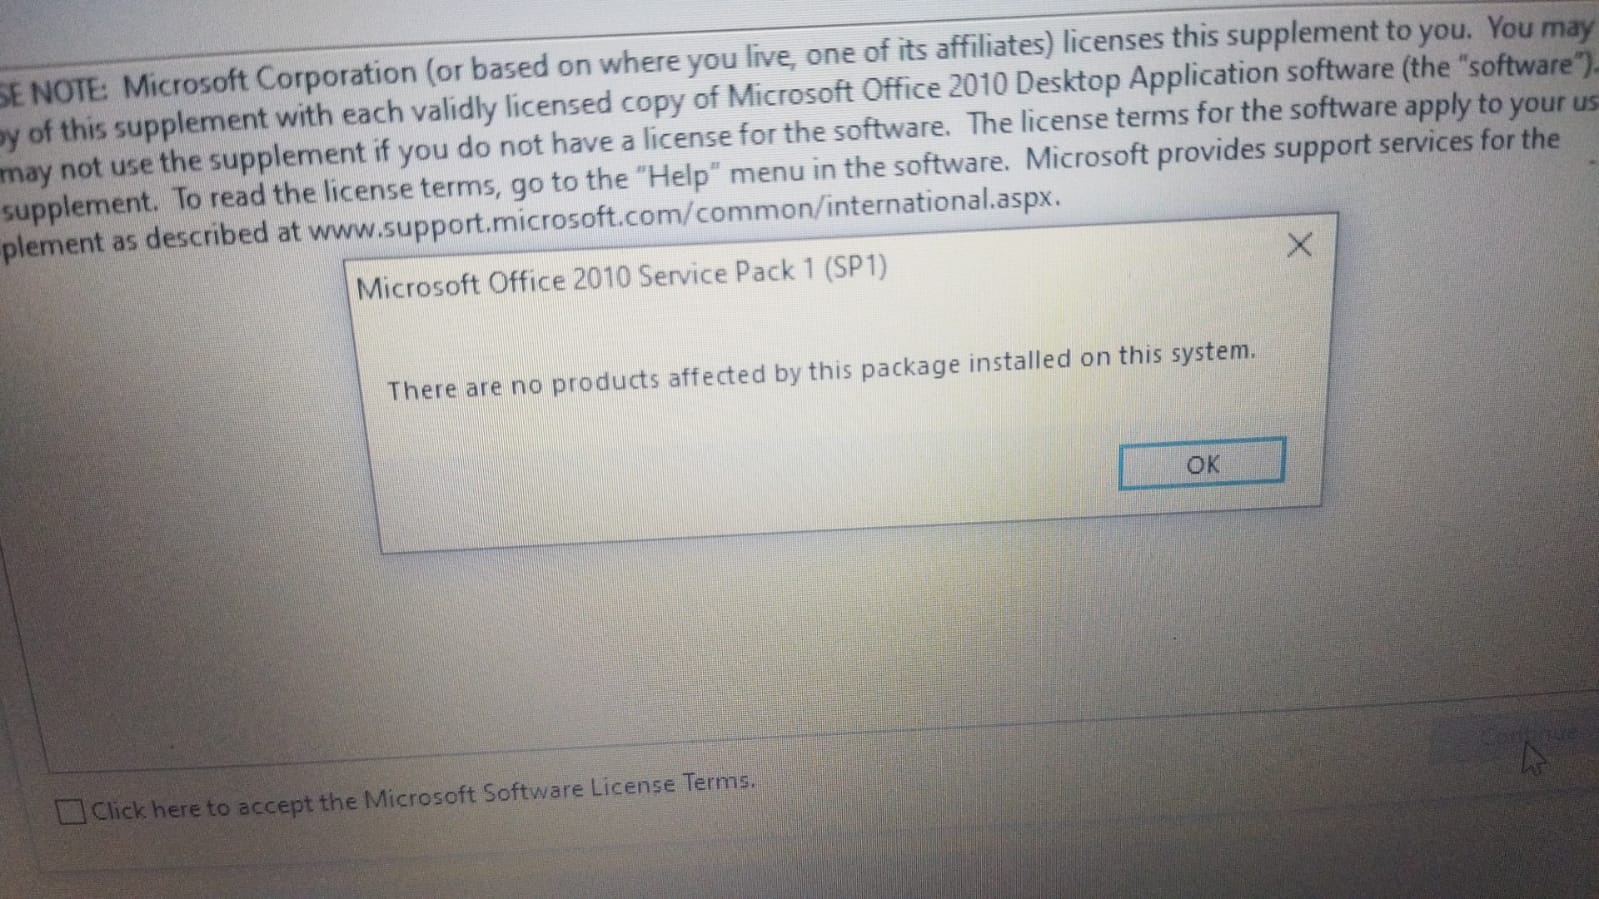 SE NOTE: Microsoft Corporation (or based on where you live, one of its affiliates) licenses this supplement to you. You may
py of this supplement with each validly licensed copy of Microsoft Office 2010 Desktop Application software (the "software").
may not use the supplement if you do not have a license for the software. The license terms for the software apply to your us
supplement. To read the license terms, go to the "Help" menu in the software. Microsoft provides support services for the
plement as described at www.support.microsoft.com/common/international.aspx.
Microsoft Office 2010 Service Pack 1 (SP1)
There are no products affected by this package installed on this system.
OK
Continue
Click here to accept the Microsoft Software License Terms.